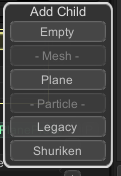 Add Child
Empty
- Mesh -
Plane
- Particle -
Legacy
Shuriken